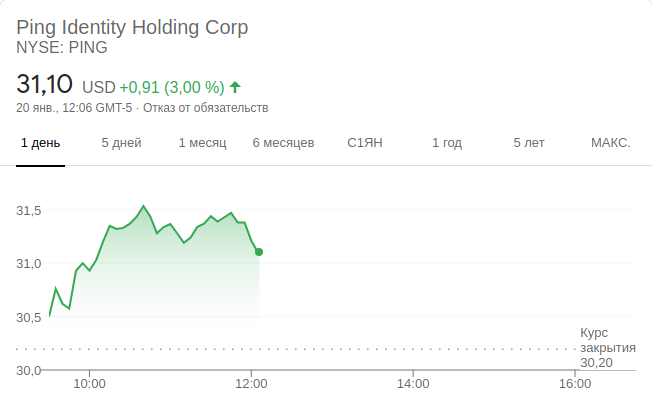 Ping Identity Holding Corp
NYSE: PING
31,10 USD +0,91 (3,00 %)
20 янв., 12:06 GMT-5 · Отказ от обязательств
1 день 5 дней 1 месяц 6 месяцев С1ЯН 1 год 5 лет МАКС.
31,5
31,0
30,5
Курс
закрытия
30,20
30,0
10:00 12:00 14:00 16:00